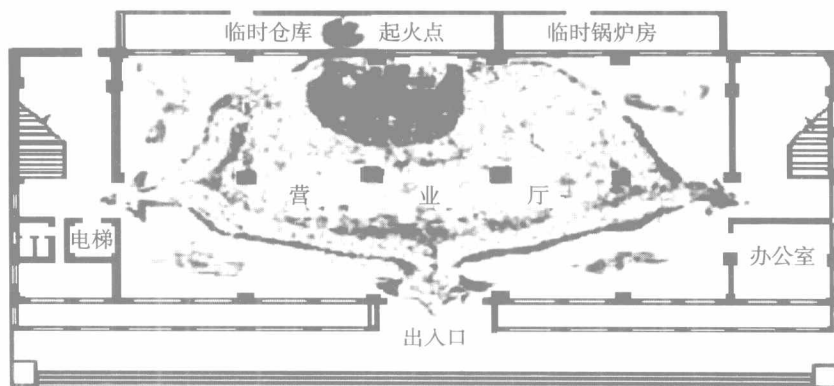 临时仓库
起火点
临时锅炉房
营业厅
电梯
办公室
出入口